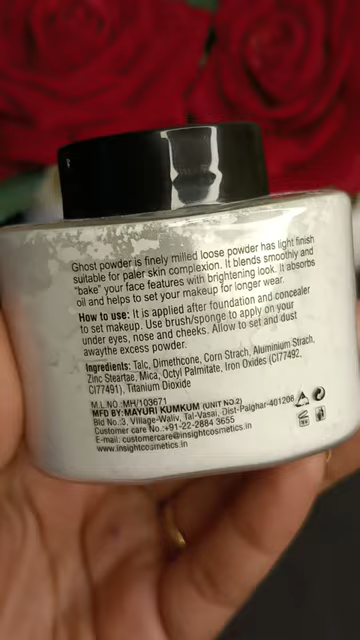 Ghost powder is finely milled loose powder has light finish
suitable for paler skin complexion. It blends smoothly and
"bake" your face features with brightening look. It absorbs
oil and helps to set your makeup for longer wear.
How to use: It is applied after foundation and concealer
to set makeup. Use brush/sponge to apply on your
under eyes, nose and cheeks. Allow to set and dust
awaythe excess powder.
Ingredients: Talc, Dimethcone, Corn Strach, Aluminium Strach,
Zinc Steartae, Mica, Octyl Palmitate, Iron Oxides (CI77492,
CI77491), Titanium Dioxide
M.L.NO.:MH/103671
MFD BY: MAYURI KUMKUM (UNIT NO.2)
Bld No.:3, Village-Waliv, Tal-Vasai, Dist-Palghar-401206
Customer care No.:+91-22-2884 3655
E-mail: customercare@insightcosmetics.in
www.insightcosmetics.in